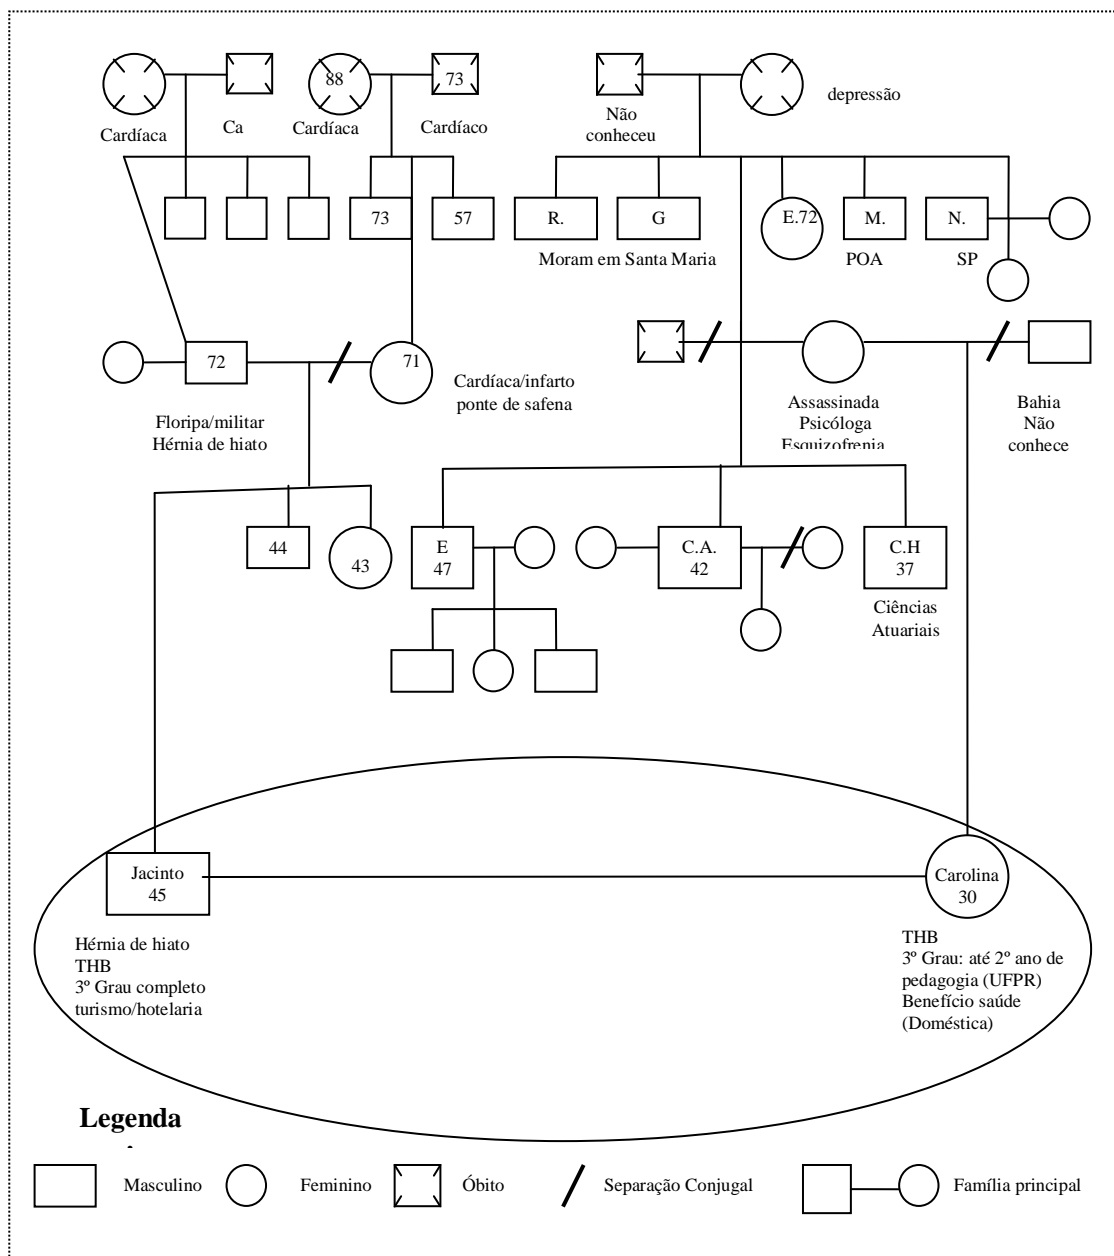 88
73
Cardíaca
Ca
Cardíaca
Cardíaco
Não
conheceu
depressão
73
57
R.
G
E.72
M.
N.
Moram em Santa Maria
POA
SP
72
71
Floripa/militar
Hérnia de hiato
Cardíaca/infarto
ponte de safena
Assassinada
Psicóloga
Esquizofrenia
Bahia
Não
conhece
44
43
E
47
C.A.
42
C.H
37
Ciências
Atuariais
Jacinto
45
Carolina
30
Hérnia de hiato
THB
3º Grau completo
turismo/hotelaria
THB
3º Grau: até 2º ano de
pedagogia (UFPR)
Benefício saúde
(Doméstica)
Legenda
Masculino
Feminino
Óbito
Separação Conjugal
Família principal